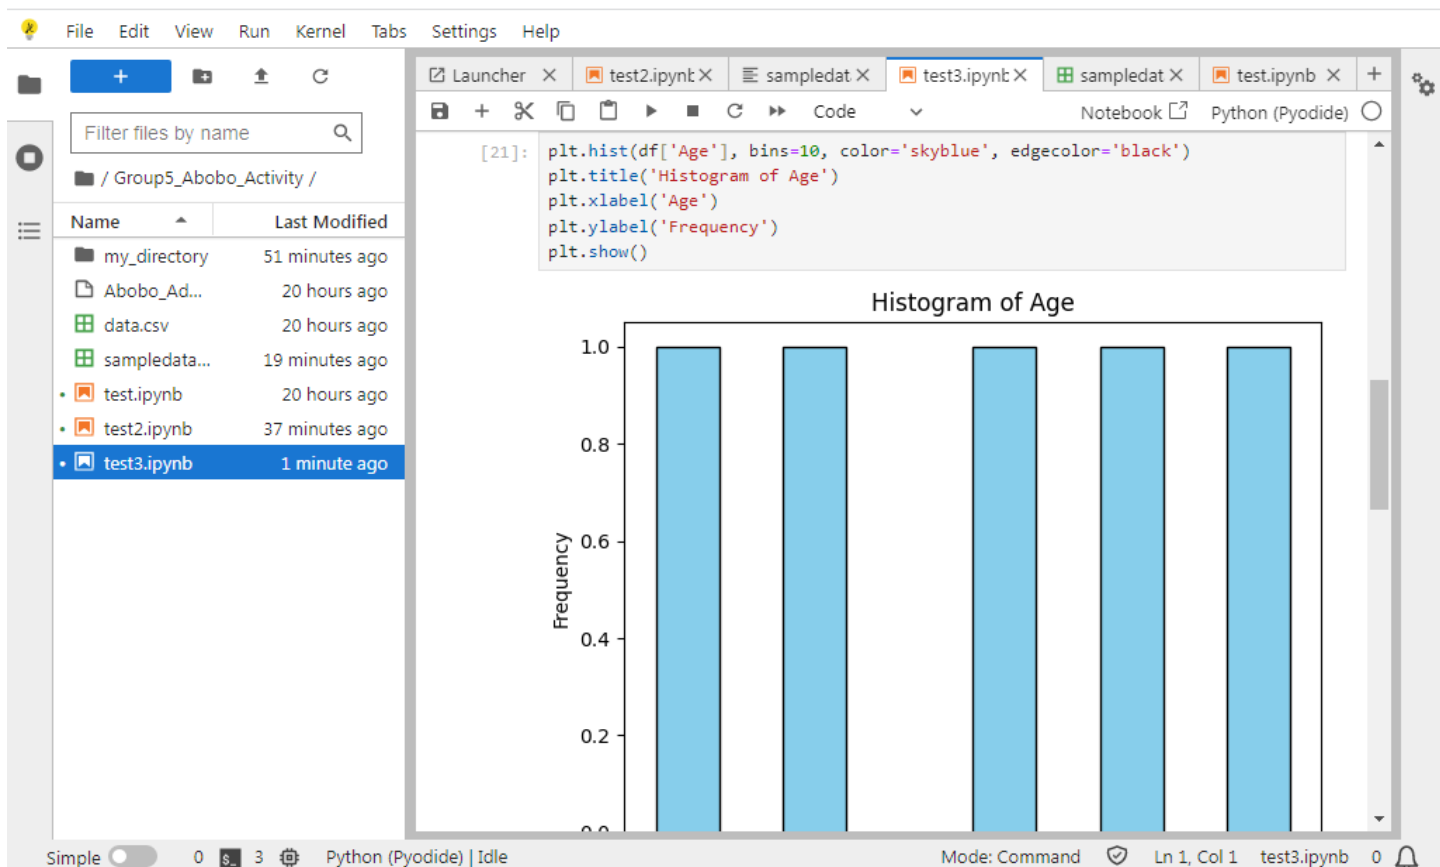 File Edit View Run Kernel Tabs Settings Help
+
Filter files by name
/ Group5_Abobo_Activity /
Name Last Modified
my_directory 51 minutes ago
Abobo_Ad... 20 hours ago
data.csv 20 hours ago
sampledata... 19 minutes ago
test.ipynb 20 hours ago
test2.ipynb 37 minutes ago
test3.ipynb 1 minute ago
Launcher test2.ipynb sampledat test3.ipynb sampledat test.ipynb +
Code Notebook Python (Pyodide)
[21]: plt.hist(df['Age'], bins=10, color='skyblue', edgecolor='black')
plt.title('Histogram of Age')
plt.xlabel('Age')
plt.ylabel('Frequency')
plt.show()
Histogram of Age
1.0
0.8
0.6
Frequency
0.4
0.2
0.0
Simple 0 $_ 3 Python (Pyodide) | Idle Mode: Command Ln 1, Col 1 test3.ipynb 0